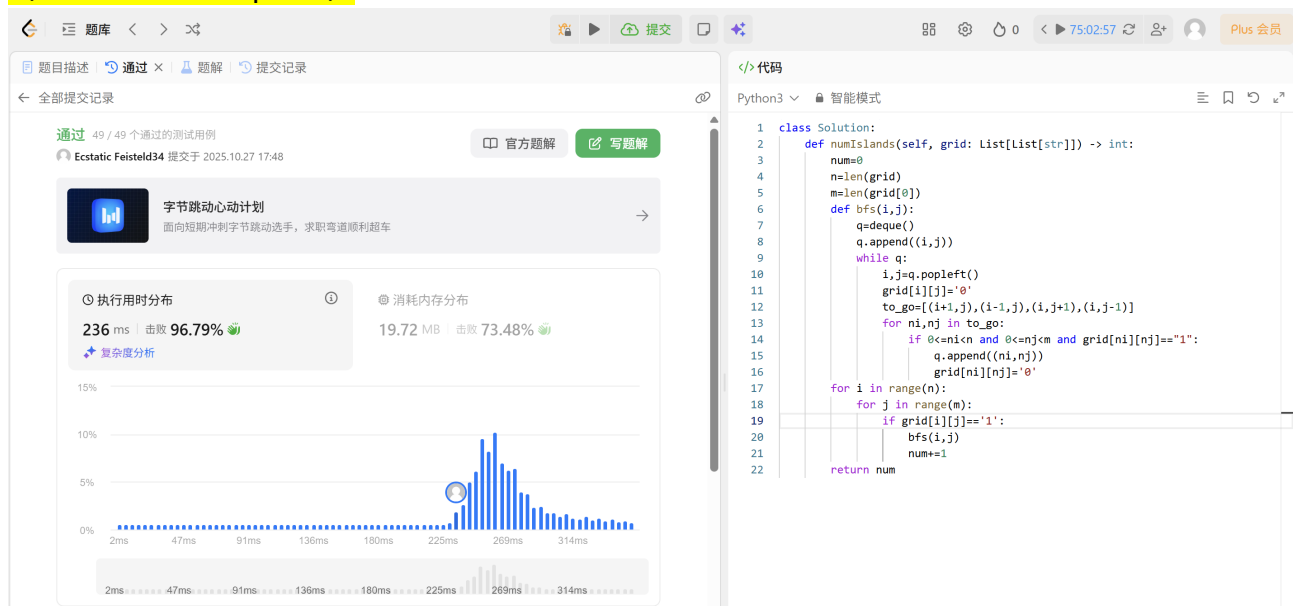 题库
提交
0
75:02:57
Plus 会员
题目描述
通过
题解
提交记录
全部提交记录
通过 49 / 49 个通过的测试用例
Ecstatic Feisteld34 提交于 2025.10.27 17:48
官方题解
写题解
字节跳动心动计划
面向短期冲刺字节跳动选手，求职弯道顺利超车
执行用时分布
236 ms 击败 96.79%
复杂度分析
消耗内存分布
19.72 MB 击败 73.48%
15%
10%
5%
0%
2ms 47ms 91ms 136ms 180ms 225ms 269ms 314ms
2ms 47ms 91ms 136ms 180ms 225ms 269ms 314ms
</> 代码
Python3 智能模式
1 class Solution:
2 def numIslands(self, grid: List[List[str]]) -> int:
3 num=0
4 n=len(grid)
5 m=len(grid[0])
6 def bfs(i,j):
7 q=deque()
8 q.append((i,j))
9 while q:
10 i,j=q.popleft()
11 grid[i][j]='0'
12 to_go=[(i+1,j),(i-1,j),(i,j+1),(i,j-1)]
13 for ni,nj in to_go:
14 if 0<=ni<n and 0<=nj<m and grid[ni][nj]=="1":
15 q.append((ni,nj))
16 grid[ni][nj]='0'
17 for i in range(n):
18 for j in range(m):
19 if grid[i][j]=='1':
20 bfs(i,j)
21 num+=1
22 return num